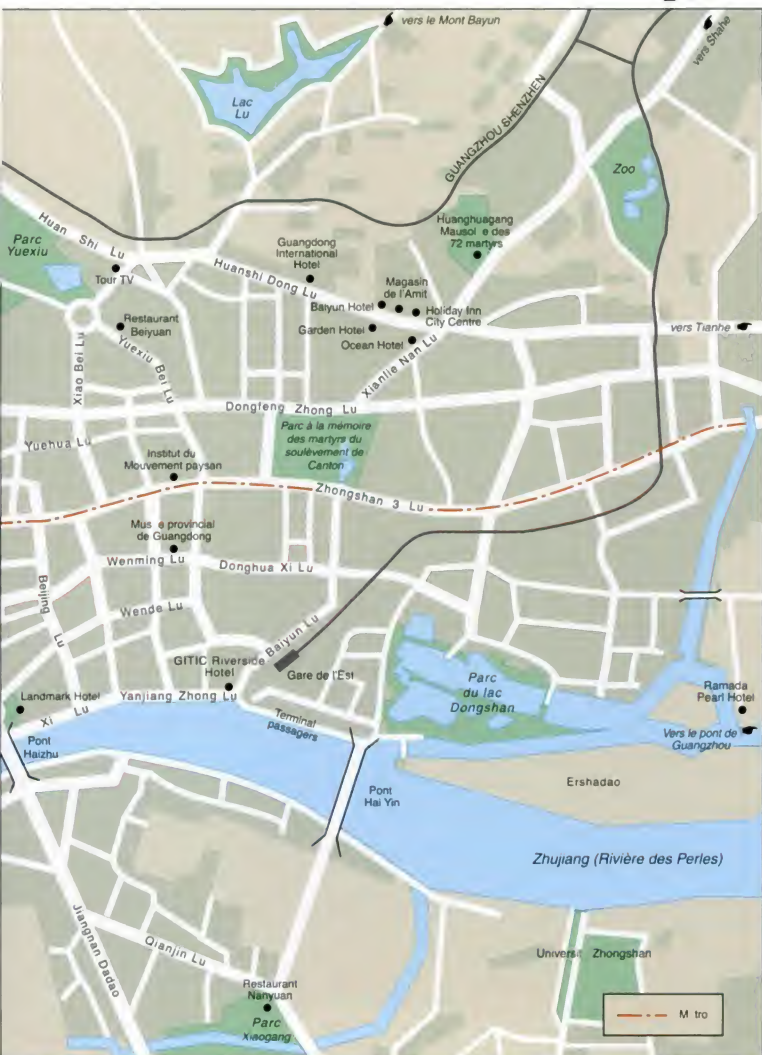 vers le Mont Bayun
vers Shahe
Lac
Lu
GUANGZHOU SHENZHEN
Zoo
Parc
Yuexiu
Huan Shi Lu
Tour TV
Guangdong
International
Hotel
Huanghuagang
Mausol e des
72 martyrs
Huanshi Dong Lu
Magasin
de l'Amit
Baiyun Hotel
Holiday Inn
City Centre
Garden Hotel
Ocean Hotel
vers Tianhe
Restaurant
Beiyuan
Xiao Bei Lu
Yuexiu Bei Lu
Xianlie Nan Lu
Dongfeng Zhong Lu
Yuehua Lu
Parc à la mémoire
des martyrs du
soulèvement de
Canton
Institut du
Mouvement paysan
Zhongshan 3 Lu
Mus e provincial
de Guangdong
Wenming Lu
Donghua Xi Lu
Beijing Lu
Wende Lu
Baiyun Lu
GITIC Riverside
Hotel
Gare de l'Est
Parc
du lac
Dongshan
Ramada
Pearl Hotel
Landmark Hotel
Yanjiang Zhong Lu
Xi Lu
Terminal
passagers
Vers le pont de
Guangzhou
Pont
Haizhu
Pont
Hai Yin
Ershadao
Zhujiang (Rivière des Perles)
Jiangnan Dadao
Qianjin Lu
Universit Zhongshan
Restaurant
Nanyuan
Parc
Xiaogang
M tro